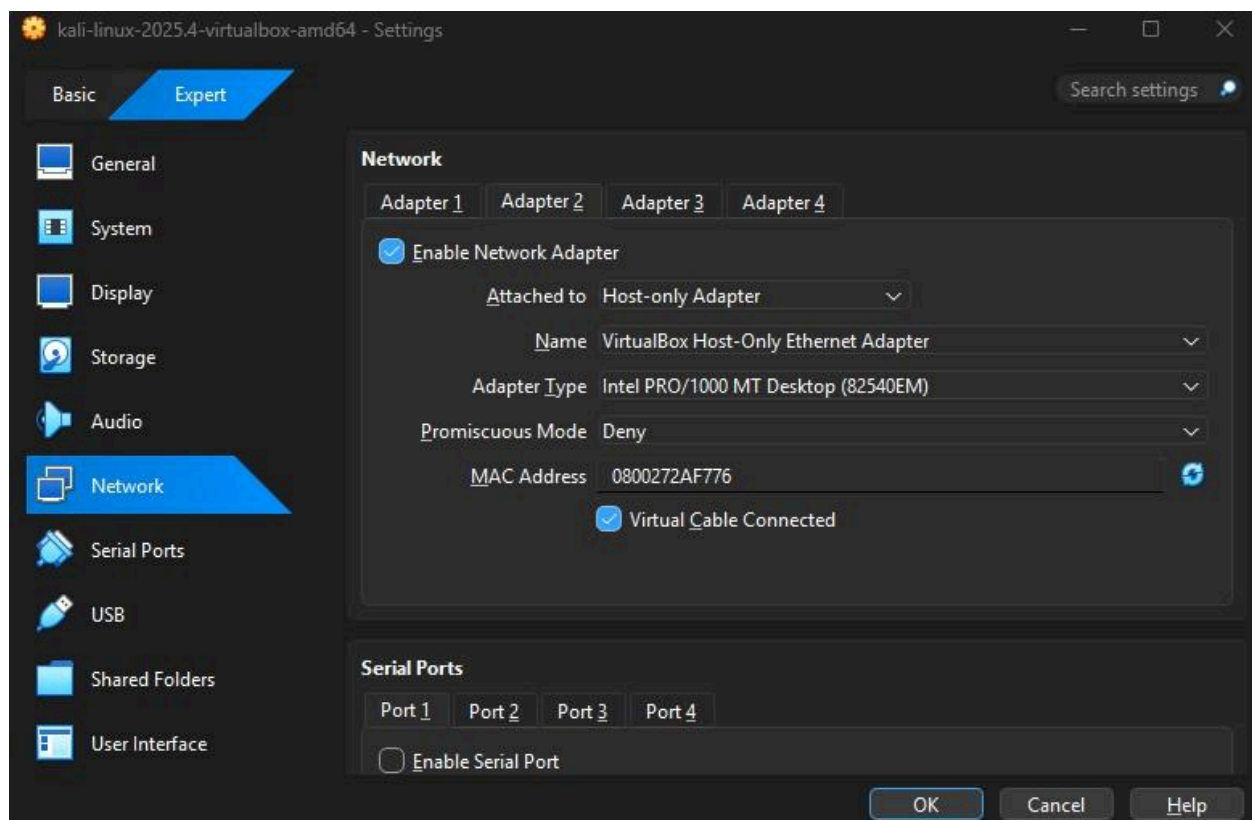 kali-linux-2025.4-virtualbox-amd64 - Settings
Basic
Expert
Search settings
General
System
Display
Storage
Audio
Network
Serial Ports
USB
Shared Folders
User Interface
Network
Adapter 1
Adapter 2
Adapter 3
Adapter 4
Enable Network Adapter
Attached to Host-only Adapter
Name VirtualBox Host-Only Ethernet Adapter
Adapter Type Intel PRO/1000 MT Desktop (82540EM)
Promiscuous Mode Deny
MAC Address 0800272AF776
Virtual Cable Connected
Serial Ports
Port 1
Port 2
Port 3
Port 4
Enable Serial Port
OK
Cancel
Help